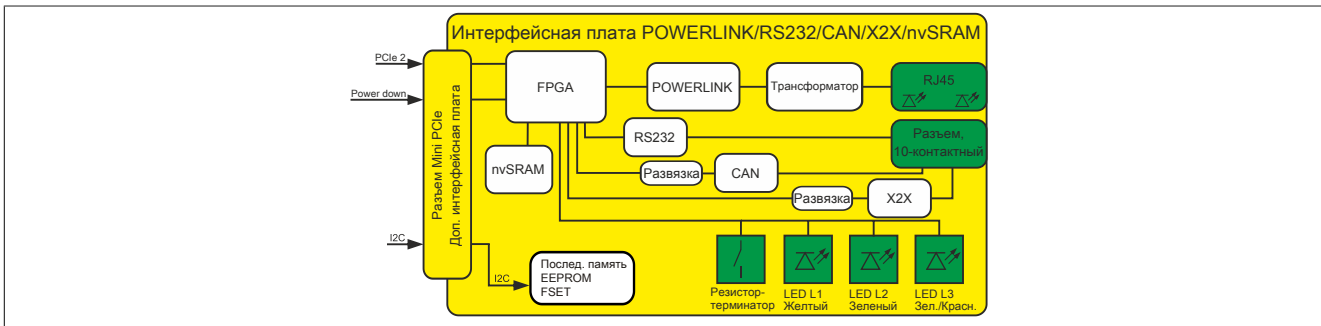 Интерфейсная плата POWERLINK/RS232/CAN/X2X/nvSRAM
PCIe 2
Power down
I2C
Разъем Mini PCIe
Доп. интерфейсная плата
FPGA
POWERLINK
Трансформатор
RJ45
RS232
Разъем,
10-контактный
nvSRAM
Развязка
CAN
Развязка
X2X
I2C
Послед. память
EEPROM
FSET
Резистор-
терминатор
LED L1
Желтый
LED L2
Зеленый
LED L3
Зел./Красн.